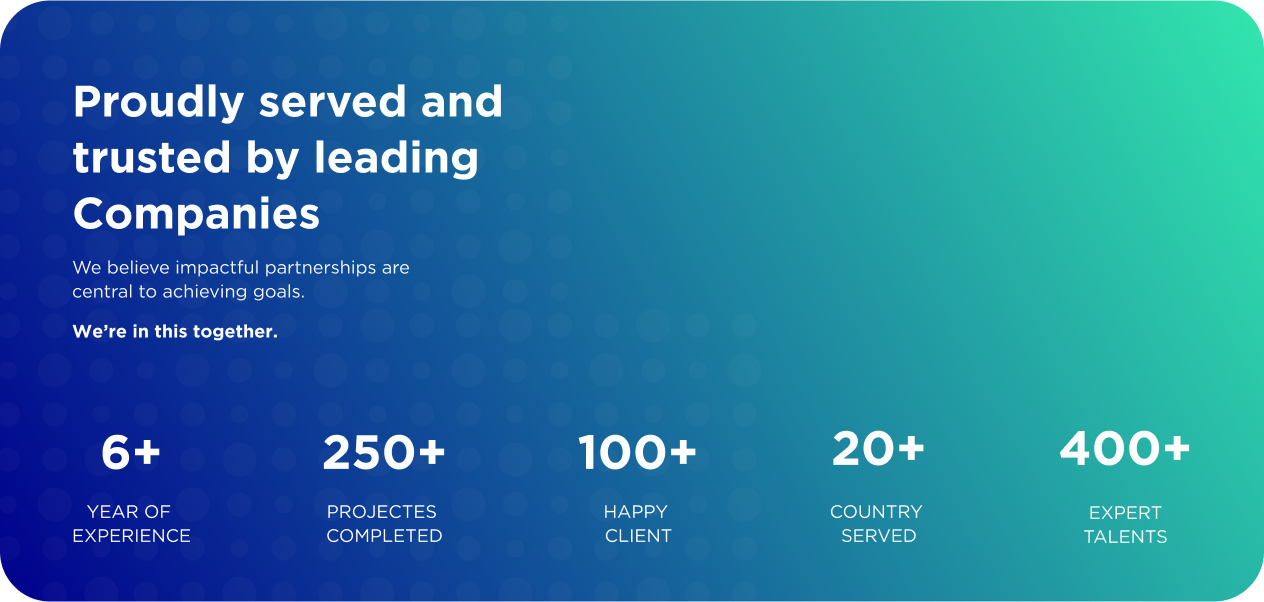 Proudly served and
trusted by leading
Companies
We believe impactful partnerships are
central to achieving goals.
We’re in this together.
6+
YEAR OF
EXPERIENCE
250+
PROJECTES
COMPLETED
100+
HAPPY
CLIENT
20+
COUNTRY
SERVED
400+
EXPERT
TALENTS